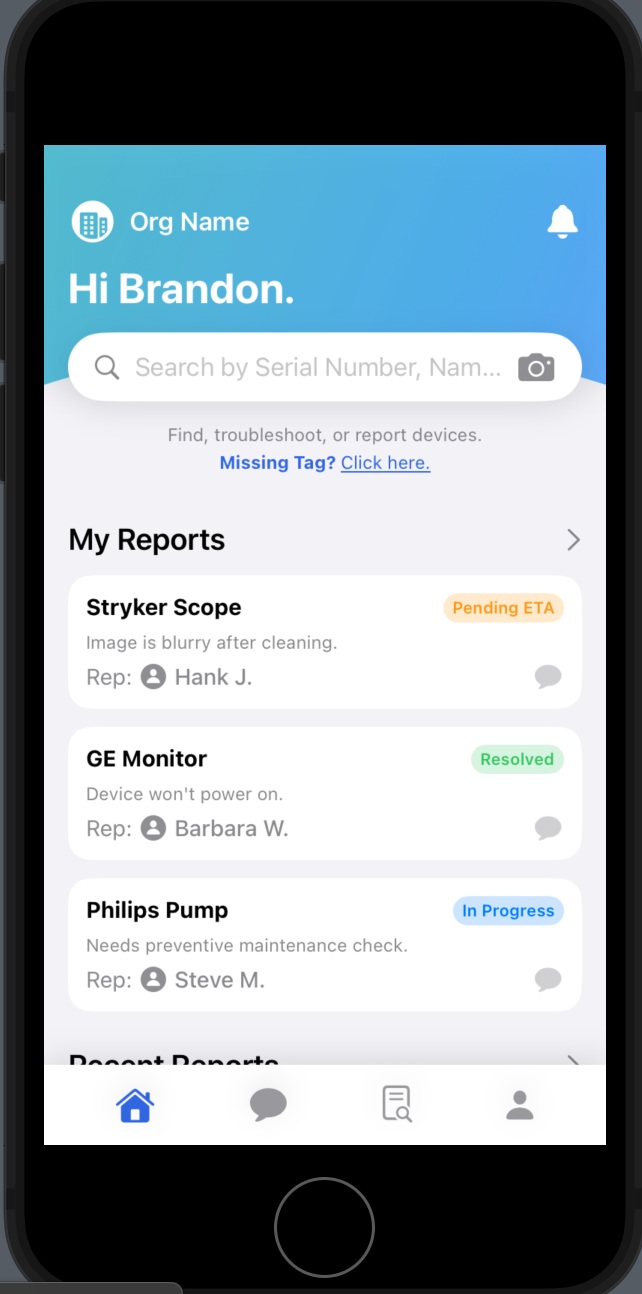 Org Name
Hi Brandon.
Search by Serial Number, Nam...
Find, troubleshoot, or report devices.
Missing Tag? Click here.
My Reports
Stryker Scope
Pending ETA
Image is blurry after cleaning.
Rep: Hank J.
GE Monitor
Resolved
Device won't power on.
Rep: Barbara W.
Philips Pump
In Progress
Needs preventive maintenance check.
Rep: Steve M.
Recent Reports